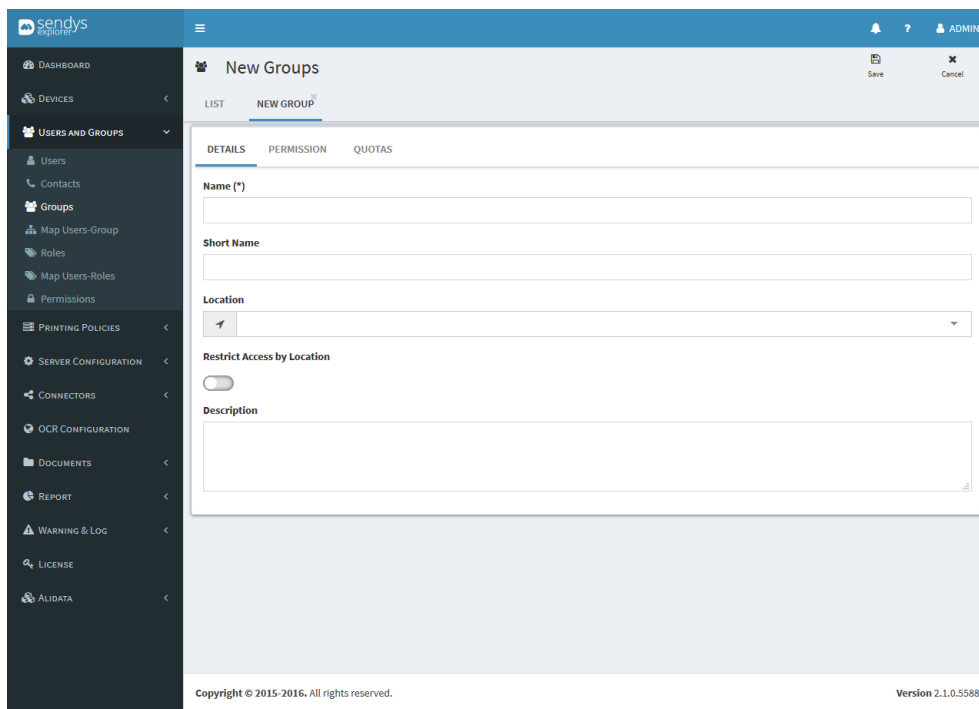 sendys
explorer
? ADMIN
DASHBOARD
DEVICES
USERS AND GROUPS
Users
Contacts
Groups
Map Users-Group
Roles
Map Users-Roles
Permissions
PRINTING POLICIES
SERVER CONFIGURATION
CONNECTORS
OCR CONFIGURATION
DOCUMENTS
REPORT
WARNING & LOG
LICENSE
ALIDATA
New Groups
Save Cancel
LIST NEW GROUP
DETAILS PERMISSION QUOTAS
Name (*)
Short Name
Location
Restrict Access by Location
Description
Copyright © 2015-2016. All rights reserved. Version 2.1.0.5588